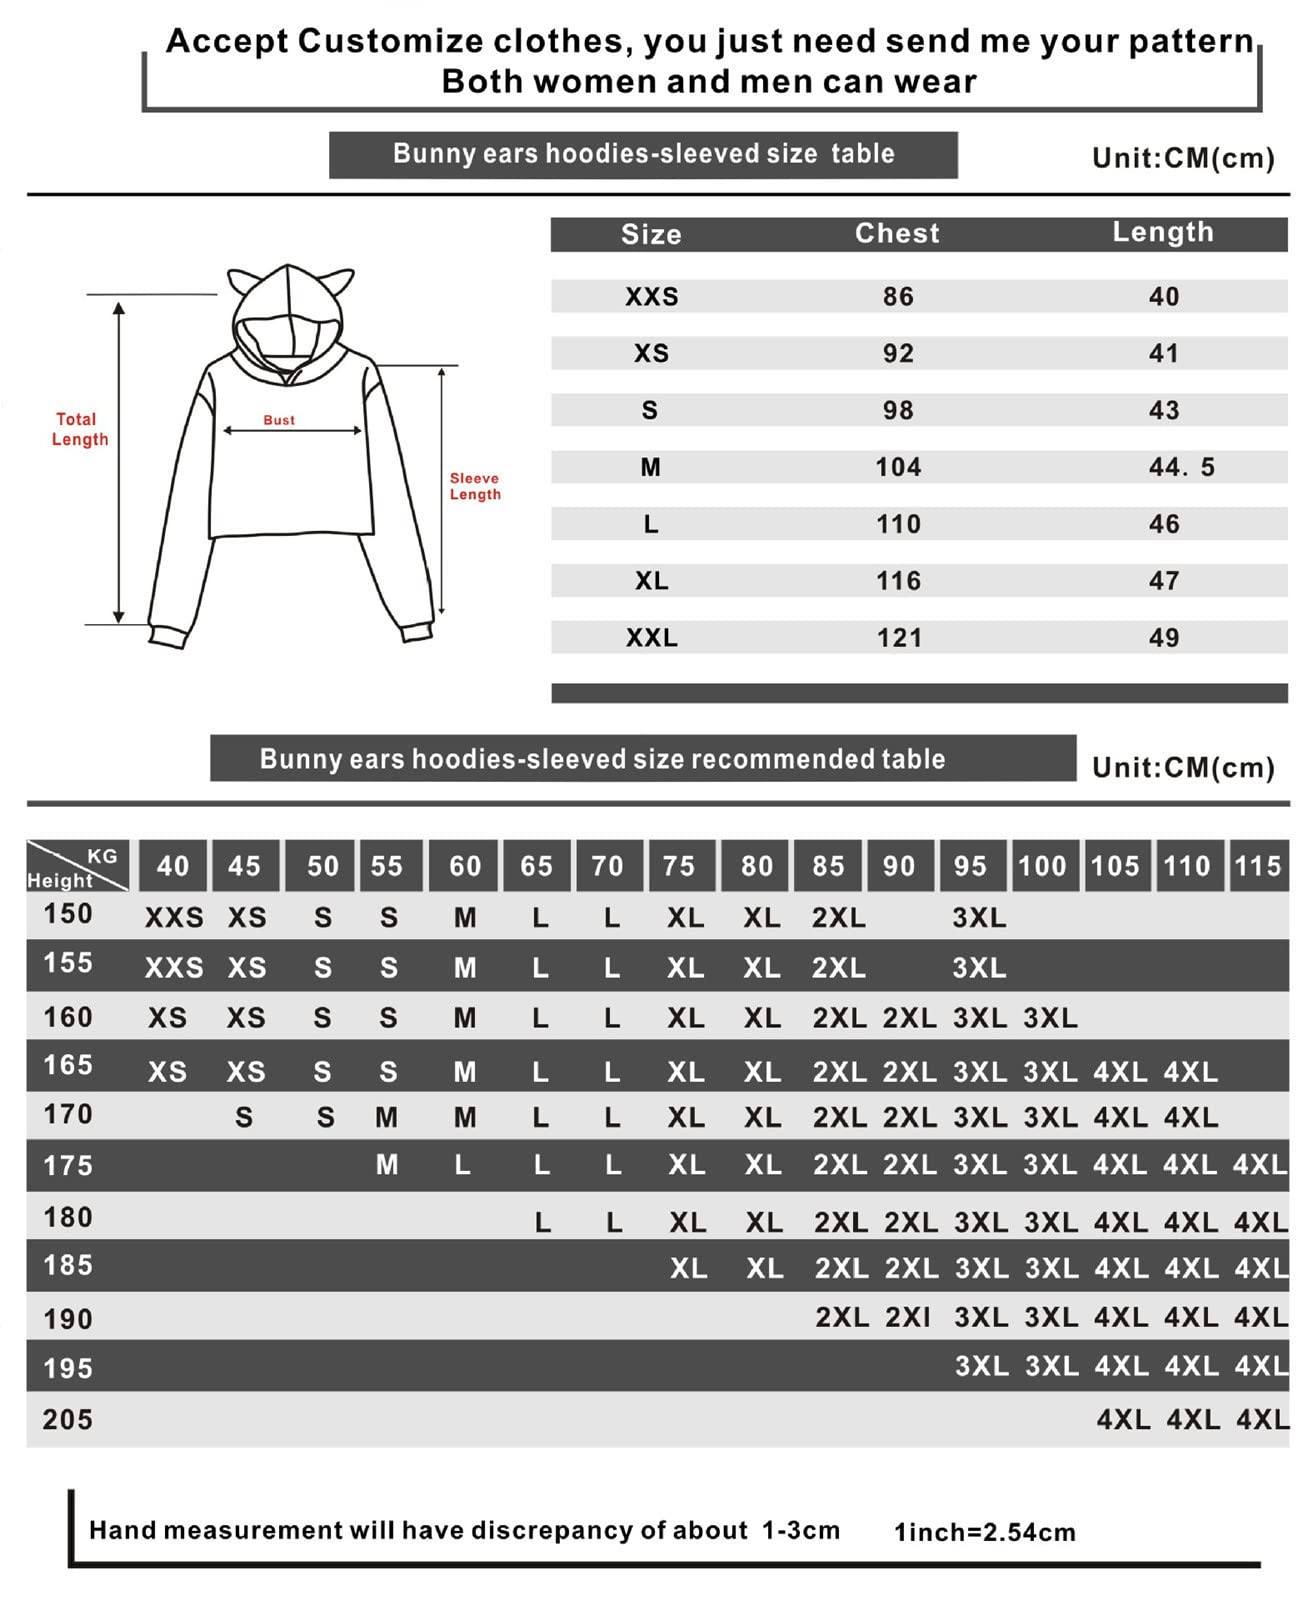 Accept Customize clothes, you just need send me your pattern
Both women and men can wear
Bunny ears hoodies-sleeved size table
Unit:CM(cm)
Total
Length
Bust
Sleeve
Length
Size Chest Length
XXS 86 40
XS 92 41
S 98 43
M 104 44. 5
L 110 46
XL 116 47
XXL 121 49
Bunny ears hoodies-sleeved size recommended table
Unit:CM(cm)
KG
Height
40 45 50 55 60 65 70 75 80 85 90 95 100 105 110 115
150 XXS XS S S M L L XL XL 2XL 3XL
155 XXS XS S S M L L XL XL 2XL 3XL
160 XS XS S S M L L XL XL 2XL 2XL 3XL 3XL
165 XS XS S S M L L XL XL 2XL 2XL 3XL 3XL 4XL 4XL
170 S S M M L L XL XL 2XL 2XL 3XL 3XL 4XL 4XL
175 M L L L XL XL 2XL 2XL 3XL 3XL 4XL 4XL 4XL
180 L L XL XL 2XL 2XL 3XL 3XL 4XL 4XL 4XL
185 XL XL 2XL 2XL 3XL 3XL 4XL 4XL 4XL
190 2XL 2XI 3XL 3XL 4XL 4XL 4XL
195 3XL 3XL 4XL 4XL 4XL
205 4XL 4XL 4XL
Hand measurement will have discrepancy of about 1-3cm 1inch=2.54cm